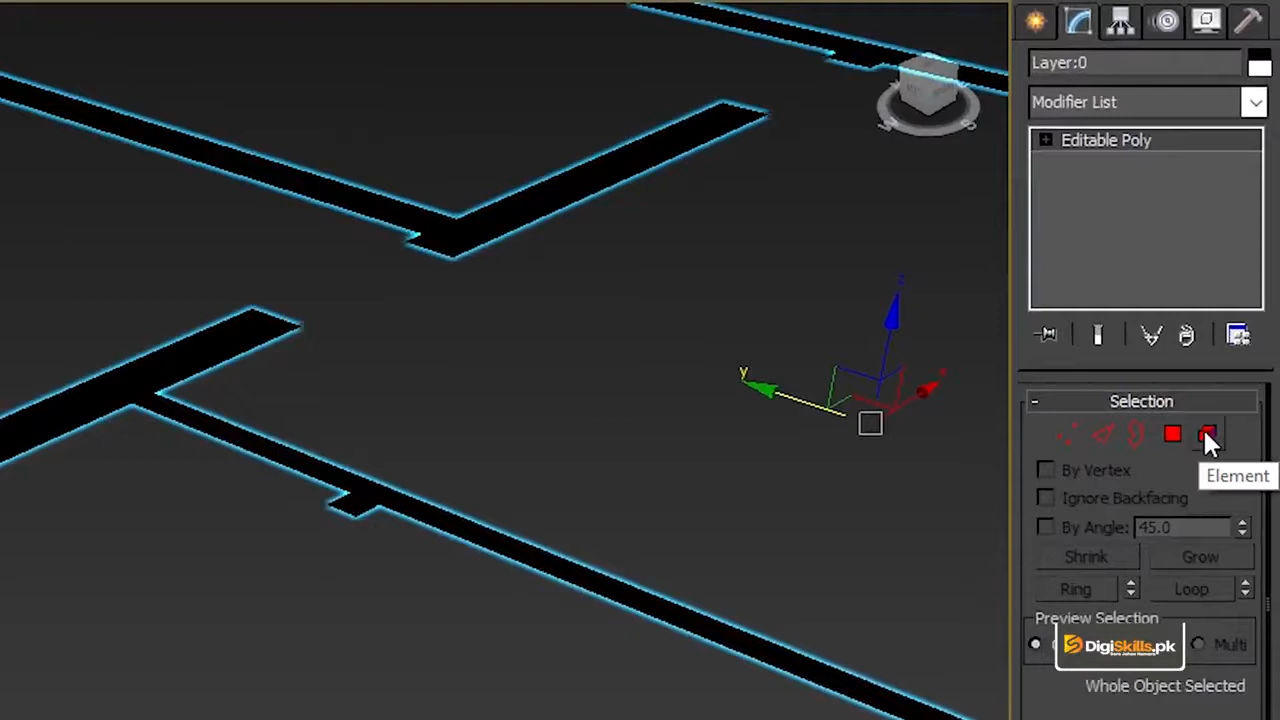 Layer:0
Modifier List
Editable Poly
z
y
x
- Selection
Element
By Vertex
Ignore Backfacing
By Angle: 45.0
Shrink Grow
Ring Loop
Preview Selection
Multi
DigiSkills.pk
Whole Object Selected